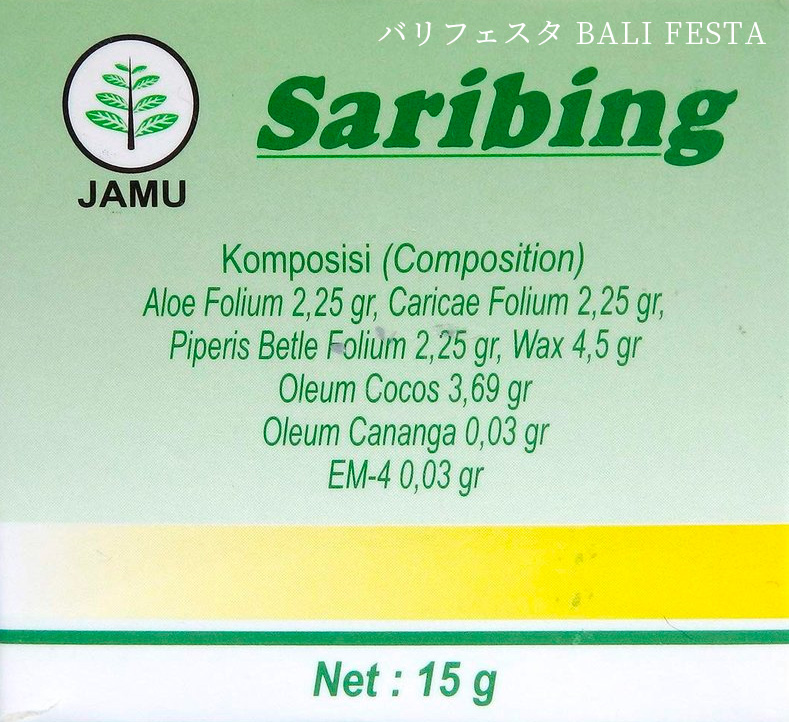 バリフェスタ BALI FESTA
Saribing
JAMU
Komposisi (Composition)
Aloe Folium 2,25 gr, Caricae Folium 2,25 gr,
Piperis Betle Folium 2,25 gr, Wax 4,5 gr
Oleum Cocos 3,69 gr
Oleum Cananga 0,03 gr
EM-4 0,03 gr
Net : 15 g